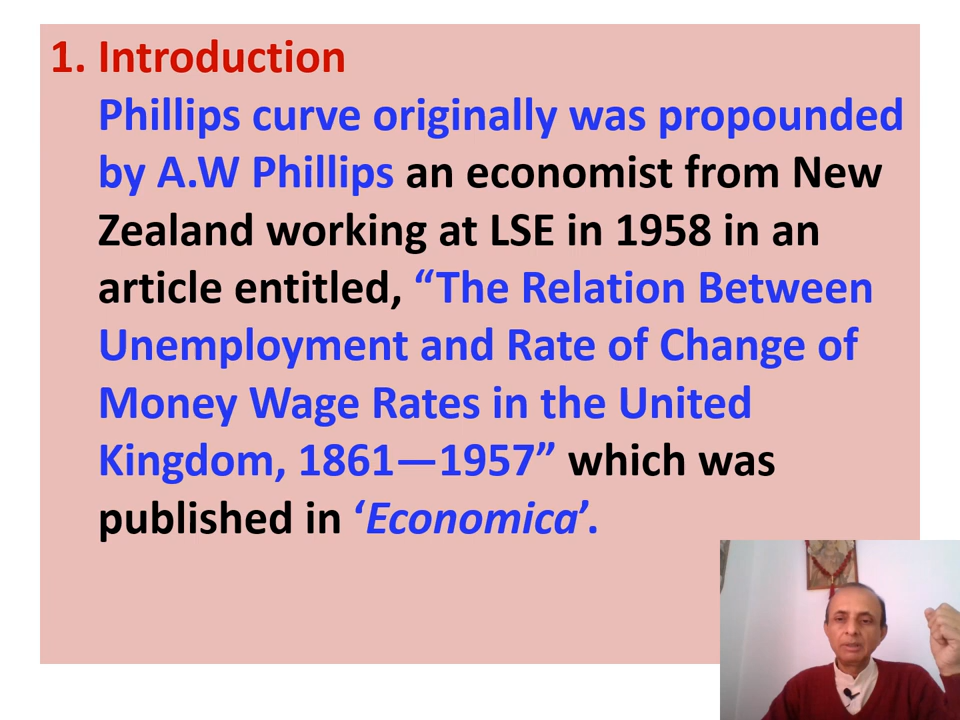 1. Introduction
Phillips curve originally was propounded
by A.W Phillips an economist from New
Zealand working at LSE in 1958 in an
article entitled, “The Relation Between
Unemployment and Rate of Change of
Money Wage Rates in the United
Kingdom, 1861—1957” which was
published in ‘Economica’.